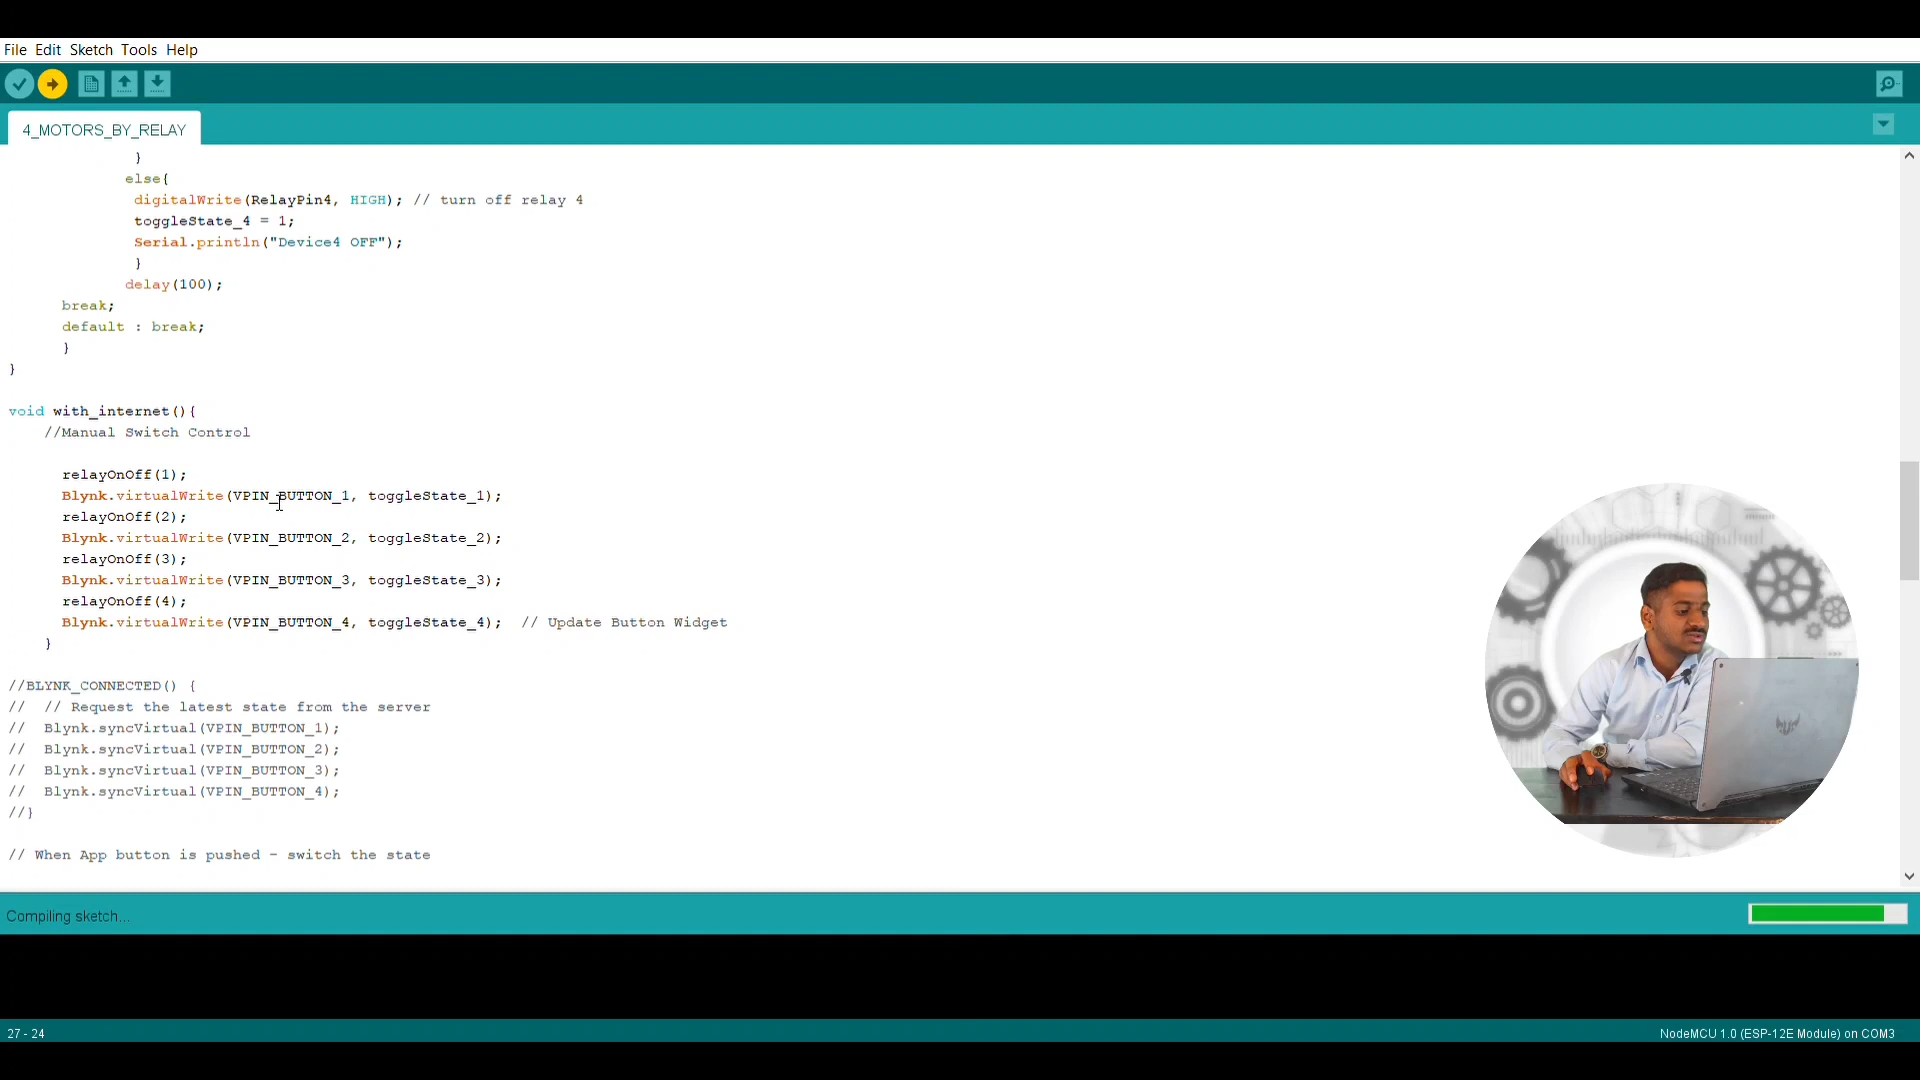 File Edit Sketch Tools Help
4_MOTORS_BY_RELAY
}
else{
digitalWrite(RelayPin4, HIGH); // turn off relay 4
toggleState_4 = 1;
Serial.println("Device4 OFF");
}
delay(100);
break;
default : break;
}
}
void with_internet(){
//Manual Switch Control
relayOnOff(1);
Blynk.virtualWrite(VPIN_BUTTON_1, toggleState_1);
relayOnOff(2);
Blynk.virtualWrite(VPIN_BUTTON_2, toggleState_2);
relayOnOff(3);
Blynk.virtualWrite(VPIN_BUTTON_3, toggleState_3);
relayOnOff(4);
Blynk.virtualWrite(VPIN_BUTTON_4, toggleState_4);  // Update Button Widget
}
//BLYNK_CONNECTED() {
//  // Request the latest state from the server
//  Blynk.syncVirtual(VPIN_BUTTON_1);
//  Blynk.syncVirtual(VPIN_BUTTON_2);
//  Blynk.syncVirtual(VPIN_BUTTON_3);
//  Blynk.syncVirtual(VPIN_BUTTON_4);
//}
// When App button is pushed - switch the state
Compiling sketch...
27 - 24
NodeMCU 1.0 (ESP-12E Module) on COM3